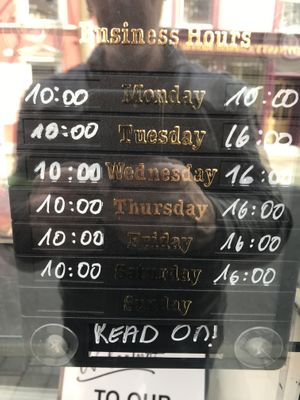 Business Hours
10:00 Monday 10:00
10:00 Tuesday 16:00
10:00 Wednesday 16:00
10:00 Thursday 16:00
10:00 Friday 16:00
10:00 Saturday 16:00
Sunday
READ ON!
TO OUR